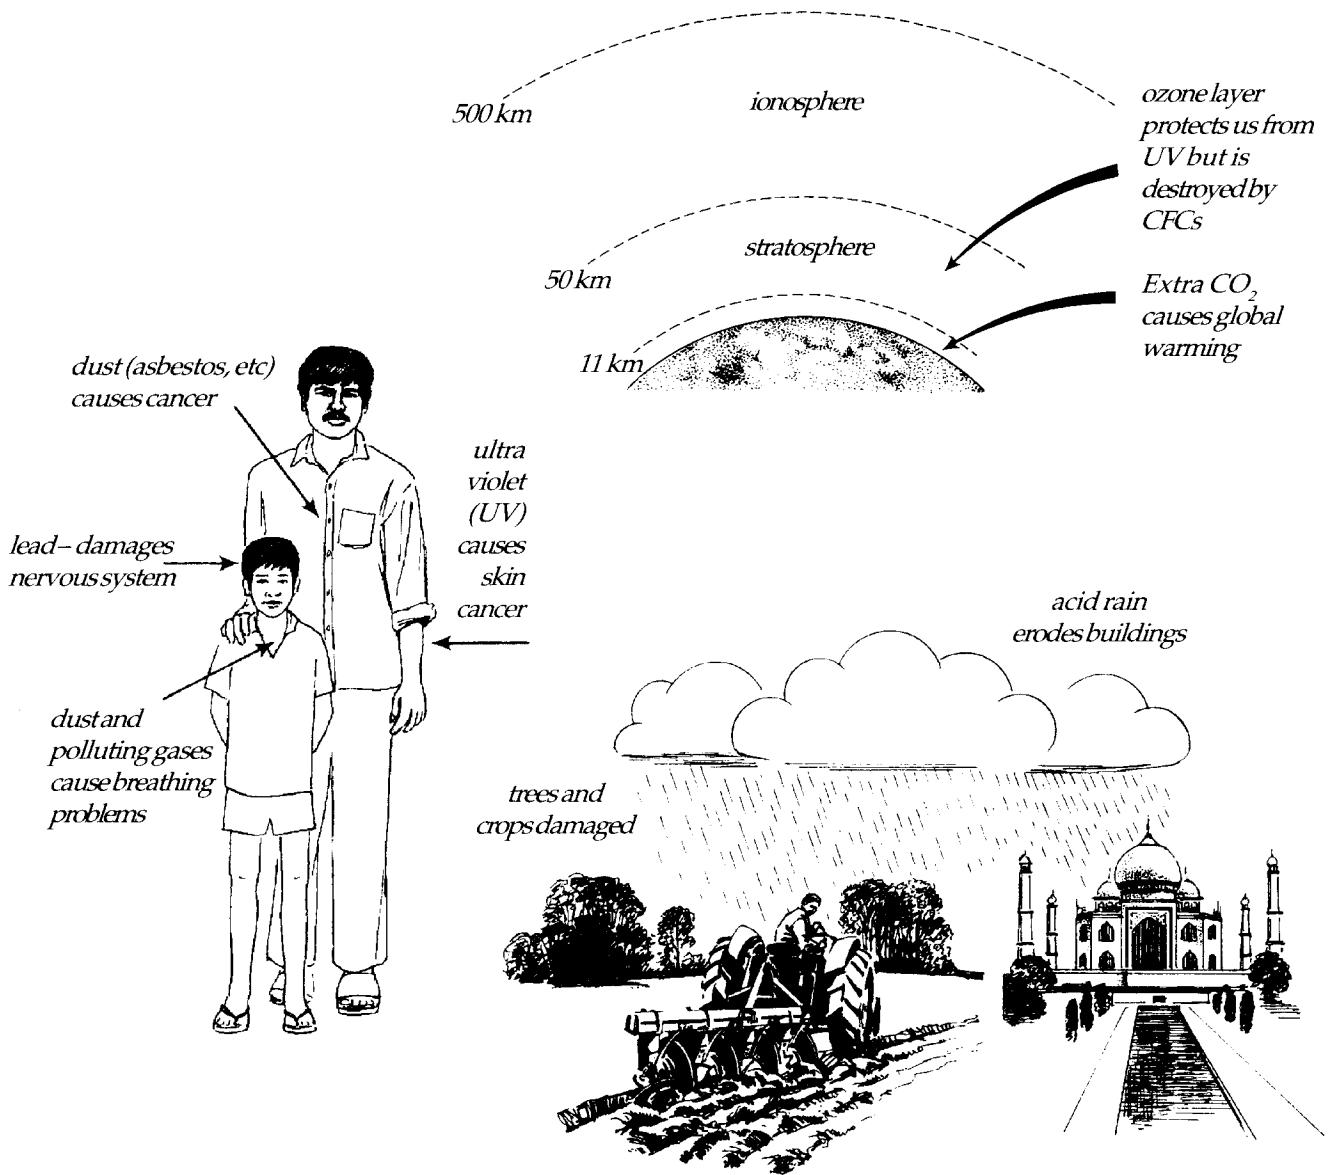 500 km
ionosphere
ozone layer
protects us from
UV but is
destroyed by
CFCs
stratosphere
50 km
Extra CO₂
causes global
warming
11 km
dust (asbestos, etc)
causes cancer
ultra
violet
(UV)
causes
skin
cancer
lead – damages
nervous system
dust and
polluting gases
cause breathing
problems
acid rain
erodes buildings
trees and
crops damaged